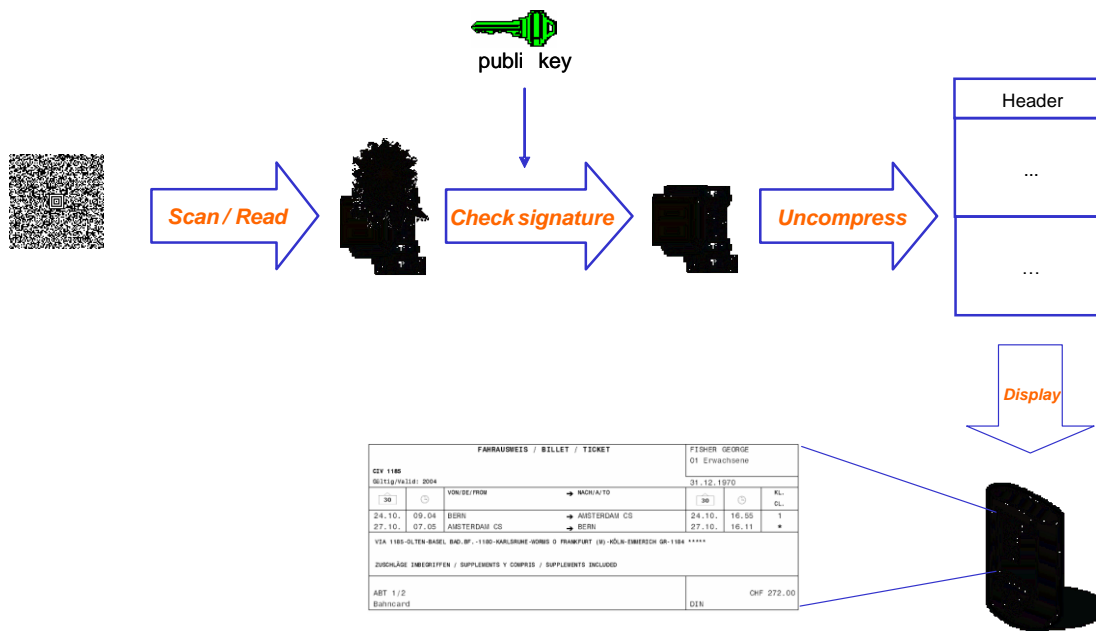 publi key
Header
...
Scan / Read
Check signature
Uncompress
...
Display
FAHRAUSWEIS / BILLET / TICKET
FISHER GEORGE
01 Erwachsene
CIV 1185
Gültig/Valid: 2004
31.12.1970
30 VON/DE/FROM → NACH/A/TO 30 KL.
CL.
24.10. 09.04 BERN → AMSTERDAM CS 24.10. 16.55 1
27.10. 07.05 AMSTERDAM CS → BERN 27.10. 16.11 *
VIA 1185-OLTEN-BASEL BAD.BF.-1180-KARLSRUHE-WORMS O FRANKFURT (M)-KÖLN-EMMERICH GR-1184 *****
ZUSCHLÄGE INBEGRIFFEN / SUPPLEMENTS Y COMPRIS / SUPPLEMENTS INCLUDED
ABT 1/2 CHF 272.00
Bahncard DIN